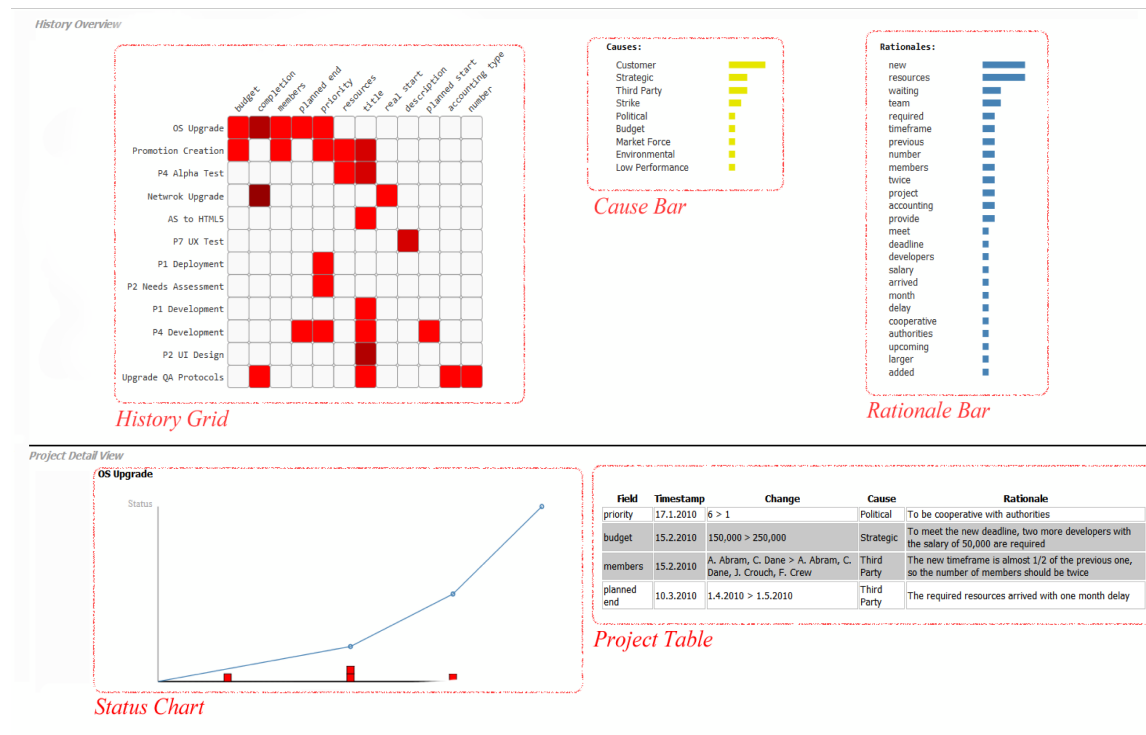 History Overview
budget
completion
members
planned end
priority
resources
title
real start
description
planned start
accounting type
number
OS Upgrade
Promotion Creation
P4 Alpha Test
Netwrok Upgrade
AS to HTML5
P7 UX Test
P1 Deployment
P2 Needs Assessment
P1 Development
P4 Development
P2 UI Design
Upgrade QA Protocols
History Grid
Causes:
Customer
Strategic
Third Party
Strike
Political
Budget
Market Force
Environmental
Low Performance
Cause Bar
Rationales:
new
resources
waiting
team
required
timeframe
previous
number
members
twice
project
accounting
provide
meet
deadline
developers
salary
arrived
month
delay
cooperative
authorities
upcoming
larger
added
Rationale Bar
Project Detail View
OS Upgrade
Status
Status Chart
Field Timestamp Change Cause Rationale
priority 17.1.2010 6 > 1 Political To be cooperative with authorities
budget 15.2.2010 150,000 > 250,000 Strategic To meet the new deadline, two more developers with
the salary of 50,000 are required
members 15.2.2010 A. Abram, C. Dane > A. Abram, C. Third The new timeframe is almost 1/2 of the previous one,
Dane, J. Crouch, F. Crew Party so the number of members should be twice
planned 10.3.2010 1.4.2010 > 1.5.2010 Third The required resources arrived with one month delay
end Party
Project Table